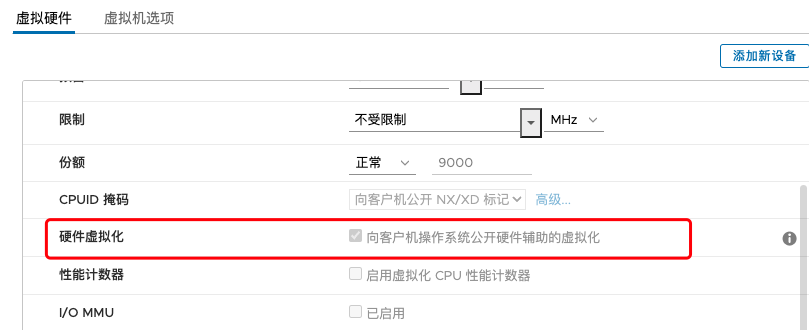 虚拟硬件 虚拟机选项
添加新设备
限制 不受限制 MHz
份额 正常 9000
CPUID 掩码 向客户机公开 NX/XD 标记 高级...
硬件虚拟化 向客户机操作系统公开硬件辅助的虚拟化
性能计数器 启用虚拟化 CPU 性能计数器
I/O MMU 已启用